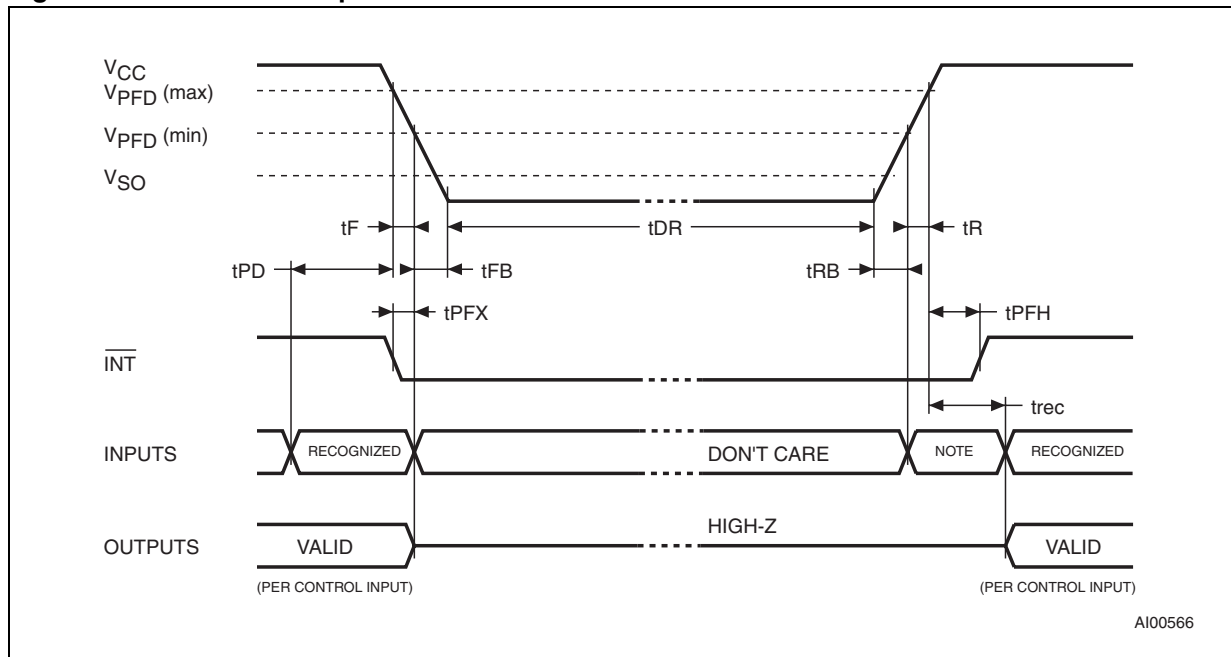 VCC
VPFD (max)
VPFD (min)
VSO
tF
tDR
tR
tPD
tFB
tRB
tPFX
tPFH
INT
trec
INPUTS
RECOGNIZED
DON'T CARE
NOTE
RECOGNIZED
HIGH-Z
OUTPUTS
VALID
VALID
(PER CONTROL INPUT)
(PER CONTROL INPUT)
AI00566